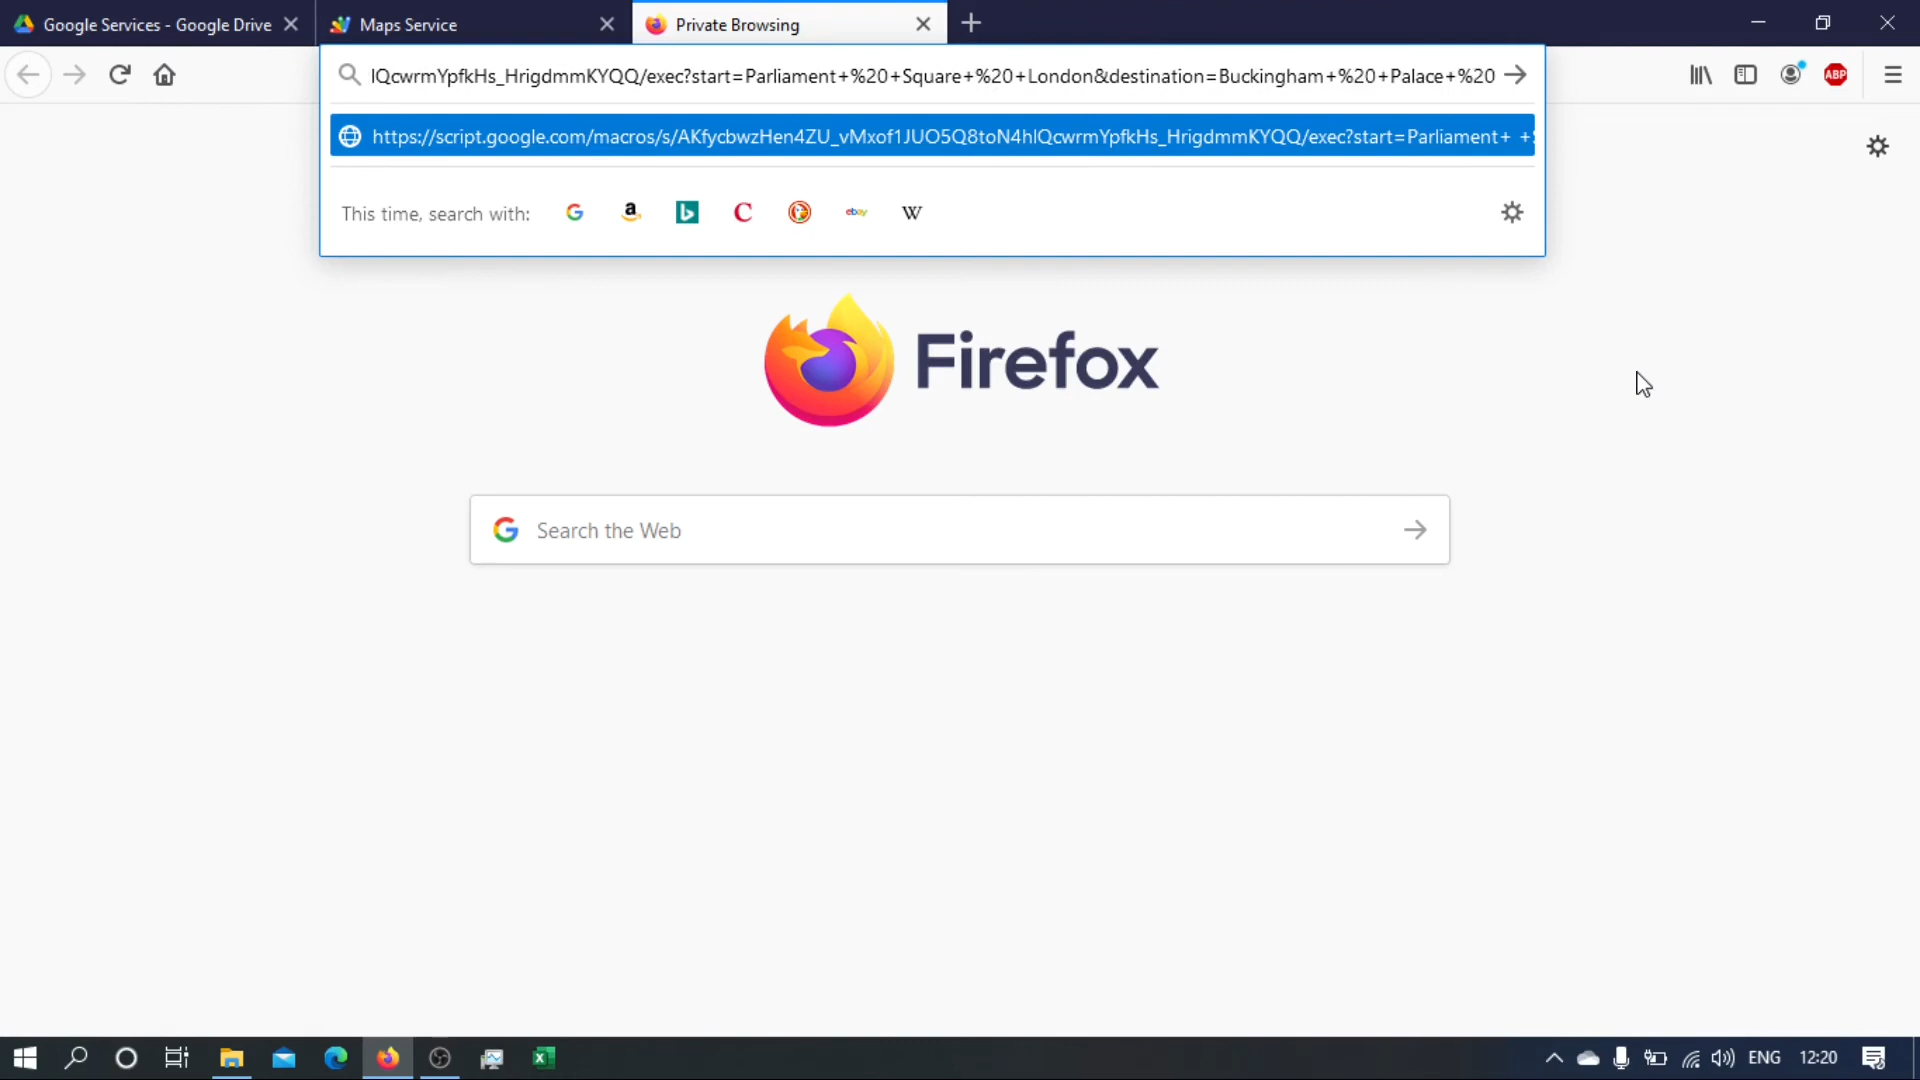 Google Services - Google Drive
Maps Service
Private Browsing
lQcwrmYpfkHs_HrigdmmKYQQ/exec?start=Parliament+%20+Square+%20+London&destination=Buckingham+%20+Palace+%20
ABP
https://script.google.com/macros/s/AKfycbwzHen4ZU_vMxof1JUO5Q8toN4hlQcwrmYpfkHs_HrigdmmKYQQ/exec?start=Parliament+ +
This time, search with:
a
C
ebay
W
Firefox
Search the Web
ENG
12:20